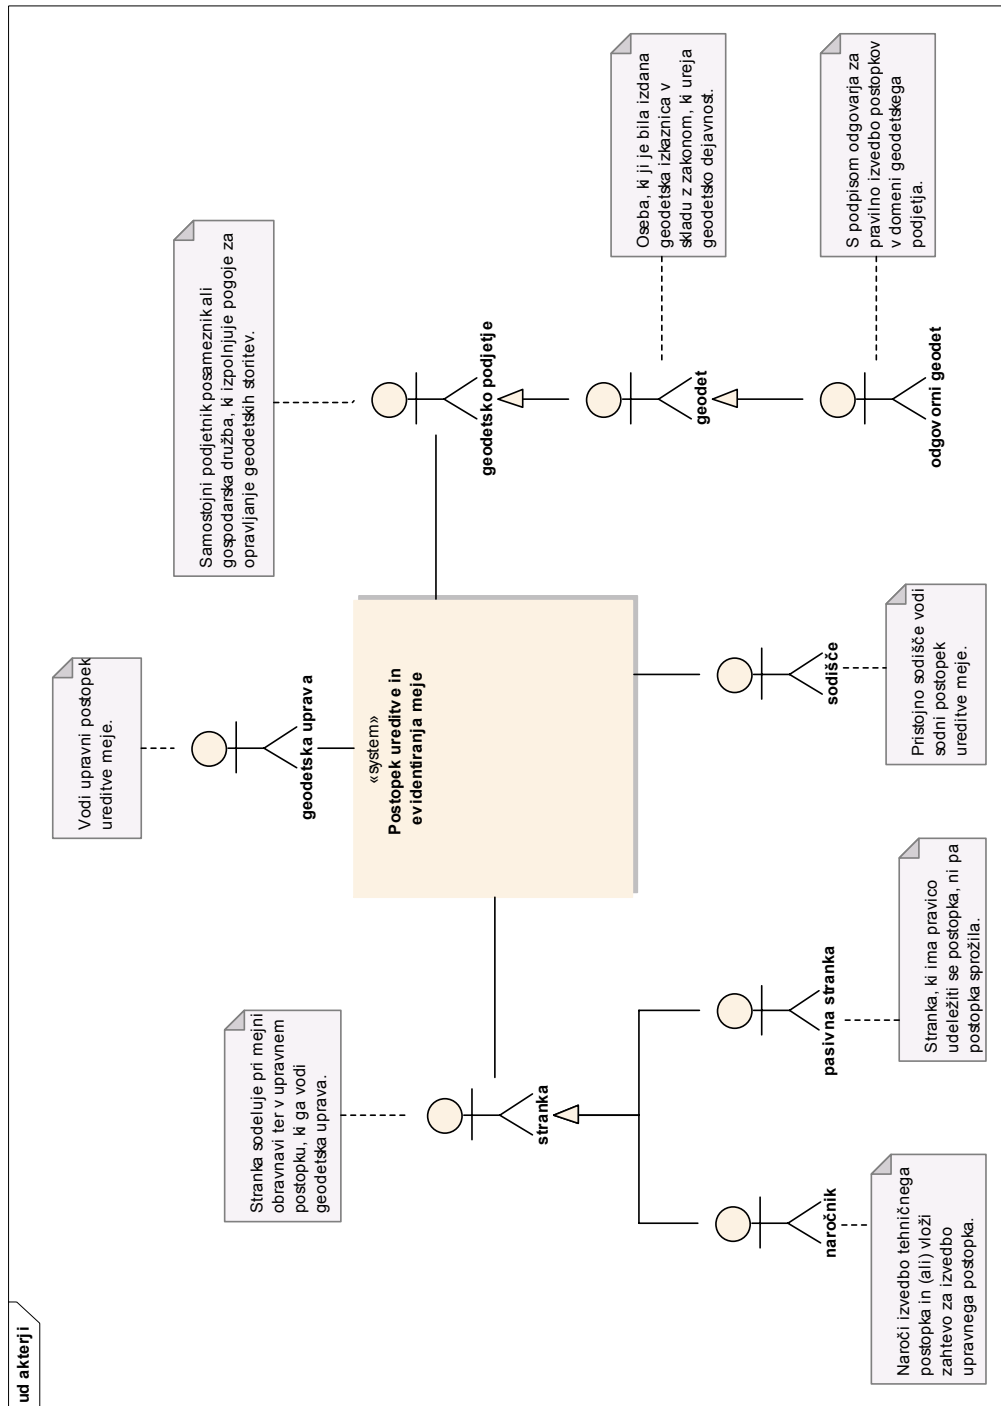 ud akterji
Vodi upravni postopek
ureditve meje.
geodetska uprava
Samostojni podjetnik posameznik ali
gospodarska družba, ki izpolnjuje pogoje za
opravljanje geodetskih storitev.
geodetsko podjetje
Stranka sodeluje pri mejni
obravnavi ter v upravnem
postopku, ki ga vodi
geodetska uprava.
stranka
«system»
Postopek ureditve in
evidentiranja meje
Oseba, ki ji je bila izdana
geodetska izkaznica v
skladu z zakonom, ki ureja
geodetsko dejavnost.
geodet
naročnik
pasivna stranka
sodišče
odgovorni geodet
S podpisom odgovarja za
pravilno izvedbo postopkov
v domeni geodetskega
podjetja.
Naroči izvedbo tehničnega
postopka in (ali) vloži
zahtevo za izvedbo
upravnega postopka.
Stranka, ki ima pravico
udeležiti se postopka, ni pa
postopka sprožila.
Pristojno sodišče vodi
sodni postopek
ureditve meje.